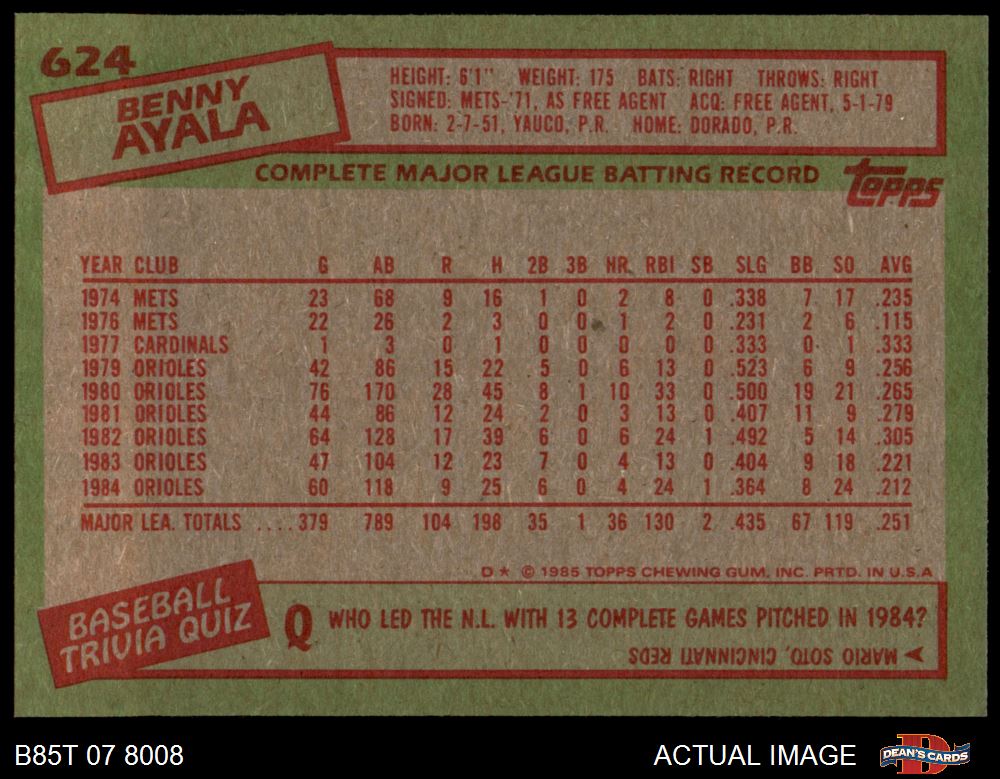 624
BENNY
AYALA
HEIGHT: 6'1" WEIGHT: 175 BATS: RIGHT THROWS: RIGHT
SIGNED: METS-'71, AS FREE AGENT ACQ: FREE AGENT, 5-1-79
BORN: 2-7-51, YAUCO, P.R. HOME: DORADO, P.R.
COMPLETE MAJOR LEAGUE BATTING RECORD
topps
YEAR CLUB G AB R H 2B 3B HR RBI SB SLG BB SO AVG
1974 METS 23 68 9 16 1 0 2 8 0 .338 7 17 .235
1976 METS 22 26 2 3 0 0 1 2 0 .231 2 6 .115
1977 CARDINALS 1 3 0 1 0 0 0 0 0 .333 0 1 .333
1979 ORIOLES 42 86 15 22 5 0 6 13 0 .523 6 9 .256
1980 ORIOLES 76 170 28 45 8 1 10 33 0 .500 19 21 .265
1981 ORIOLES 44 86 12 24 2 0 3 13 0 .407 11 9 .279
1982 ORIOLES 64 128 17 39 6 0 6 24 1 .492 5 14 .305
1983 ORIOLES 47 104 12 23 7 0 4 13 0 .404 9 18 .221
1984 ORIOLES 60 118 9 25 6 0 4 24 1 .364 8 24 .212
MAJOR LEA. TOTALS ....379 789 104 198 35 1 36 130 2 .435 67 119 .251
D★ © 1985 TOPPS CHEWING GUM, INC. PRTD. IN U.S.A
BASEBALL
TRIVIA QUIZ
Q WHO LED THE N.L. WITH 13 COMPLETE GAMES PITCHED IN 1984?
MARIO SOTO, CINCINNATI REDS
B85T 07 8008
ACTUAL IMAGE
DEAN'S CARDS